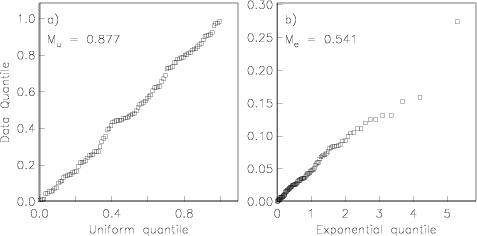 a)
M_u = 0.877
1.0
0.8
0.6
0.4
0.2
0.0
Data Quantile
0.0 0.4 0.8
Uniform quantile
b)
M_e = 0.541
0.30
0.25
0.20
0.15
0.10
0.05
0.00
0 1 2 3 4 5
Exponential quantile